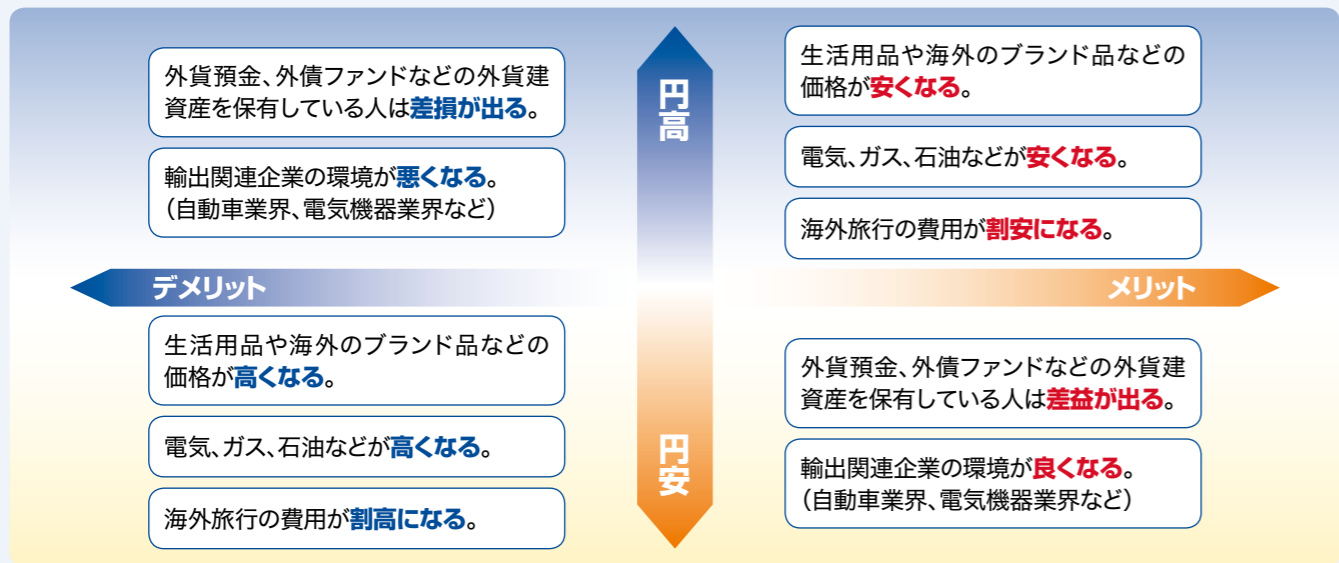 外貨預金、外債ファンドなどの外貨建
資産を保有している人は差損が出る。
輸出関連企業の環境が悪くなる。
（自動車業界、電気機器業界など）
円高
生活用品や海外のブランド品などの
価格が安くなる。
電気、ガス、石油などが安くなる。
海外旅行の費用が割安になる。
デメリット
メリット
生活用品や海外のブランド品などの
価格が高くなる。
電気、ガス、石油などが高くなる。
海外旅行の費用が割高になる。
円安
外貨預金、外債ファンドなどの外貨建
資産を保有している人は差益が出る。
輸出関連企業の環境が良くなる。
（自動車業界、電気機器業界など）